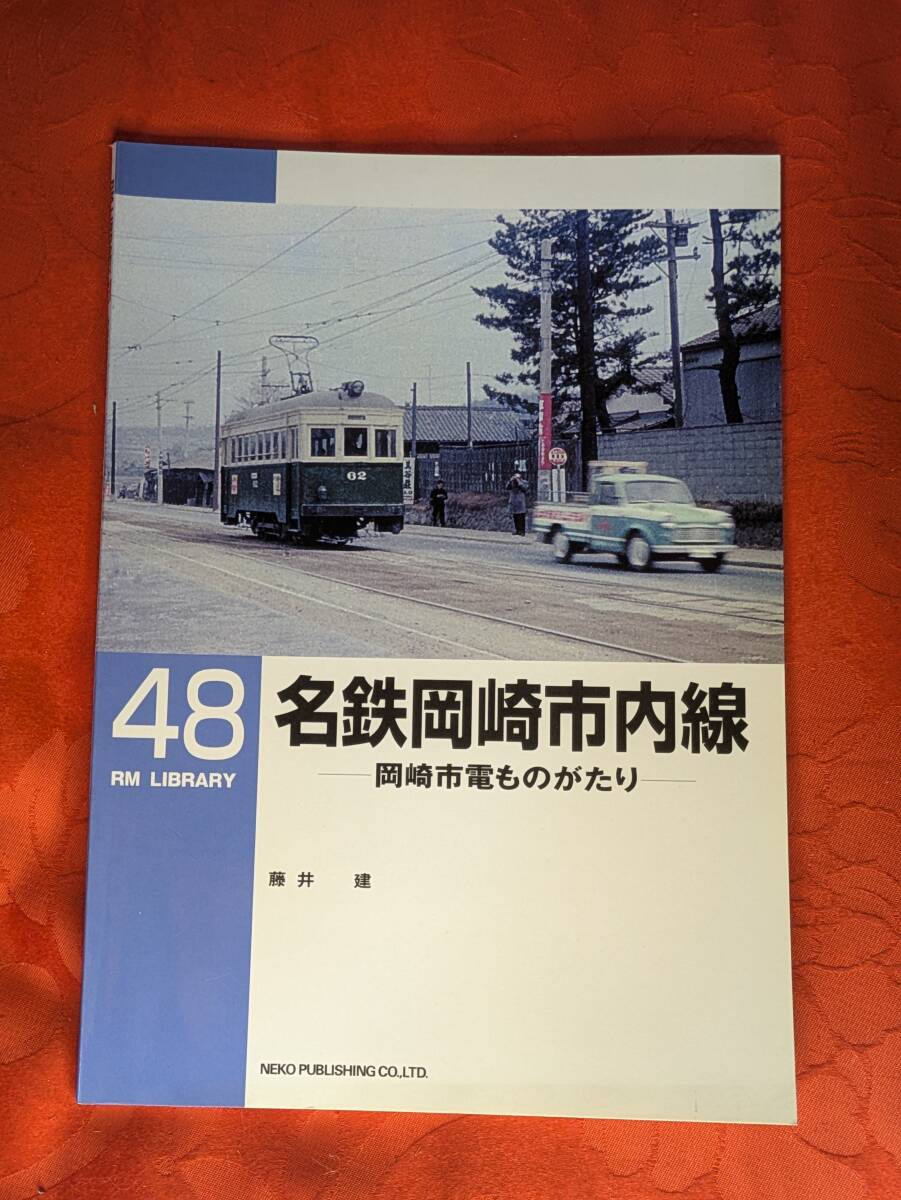 62
48
RM LIBRARY
名鉄岡崎市内線
岡崎市電ものがたり
藤井 建
NEKO PUBLISHING CO.,LTD.